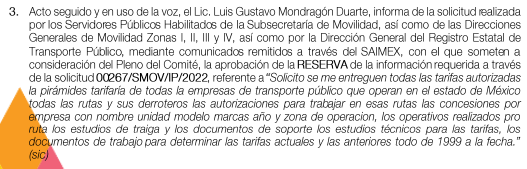 3. Acto seguido y en uso de la voz, el Lic. Luis Gustavo Mondragón Duarte, informa de la solicitud realizada
por los Servidores Públicos Habilitados de la Subsecretaría de Movilidad, así como de las Direcciones
Generales de Movilidad Zonas I, II, III y IV, así como por la Dirección General del Registro Estatal de
Transporte Público, mediante comunicados remitidos a través del SAIMEX, con el que someten a
consideración del Pleno del Comité, la aprobación de la RESERVA de la información requerida a través
de la solicitud 00267/SMOV/IP/2022, referente a "Solicito se me entreguen todas las tarifas autorizadas
la pirámides tarifaría de todas la empresas de transporte público que operan en el estado de México
todas las rutas y sus derroteros las autorizaciones para trabajar en esas rutas las concesiones por
empresa con nombre unidad modelo marcas año y zona de operacion, los operativos realizados pro
ruta los estudios de traiga y los documentos de soporte los estudios técnicos para las tarifas, los
documentos de trabajo para determinar las tarifas actuales y las anteriores todo de 1999 a la fecha."
(sic)